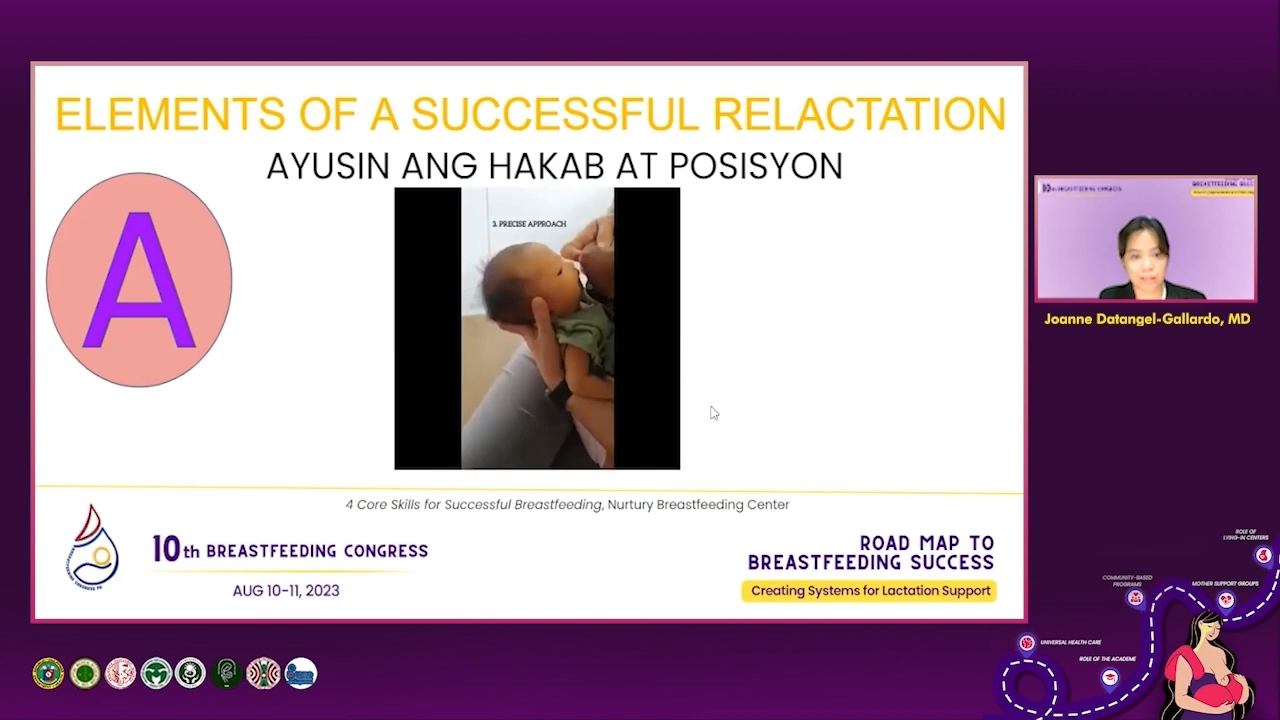 ELEMENTS OF A SUCCESSFUL RELACTATION
AYUSIN ANG HAKAB AT POSISYON
A
3. PRECISE APPROACH
4 Core Skills for Successful Breastfeeding, Nurtury Breastfeeding Center
10th BREASTFEEDING CONGRESS
AUG 10-11, 2023
ROAD MAP TO
BREASTFEEDING SUCCESS
Creating Systems for Lactation Support
Joanne Datangel-Gallardo, MD
ROLE OF
LYING-IN CENTERS
COMMUNITY-BASED
PROGRAMS
MOTHER SUPPORT GROUPS
UNIVERSAL HEALTH CARE
ROLE OF THE ACADEME